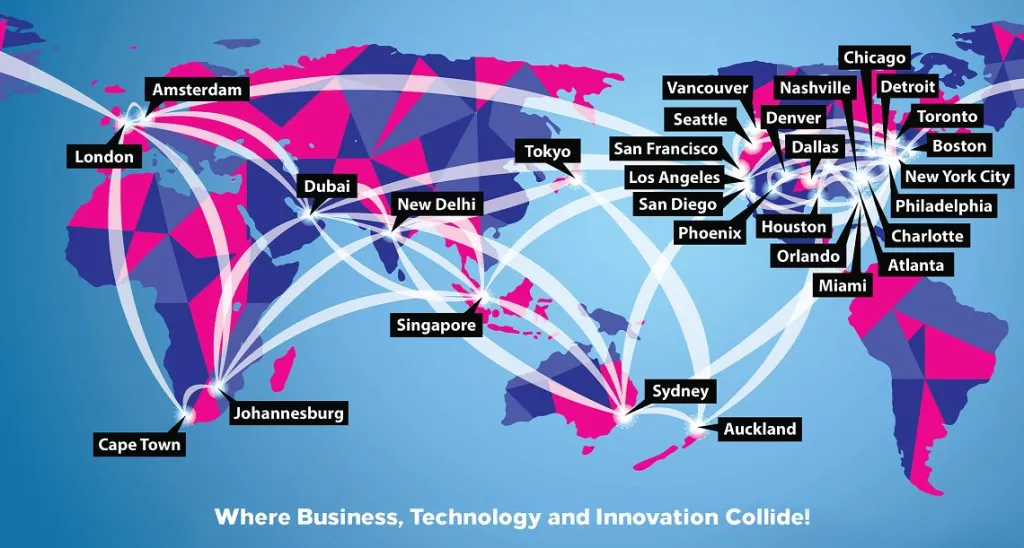 Chicago
Vancouver
Nashville
Detroit
Amsterdam
Seattle
Denver
Toronto
San Francisco
Dallas
Boston
Tokyo
London
Los Angeles
New York City
Dubai
New Delhi
San Diego
Philadelphia
Phoenix
Houston
Charlotte
Orlando
Atlanta
Miami
Singapore
Sydney
Johannesburg
Auckland
Cape Town
Where Business, Technology and Innovation Collide!